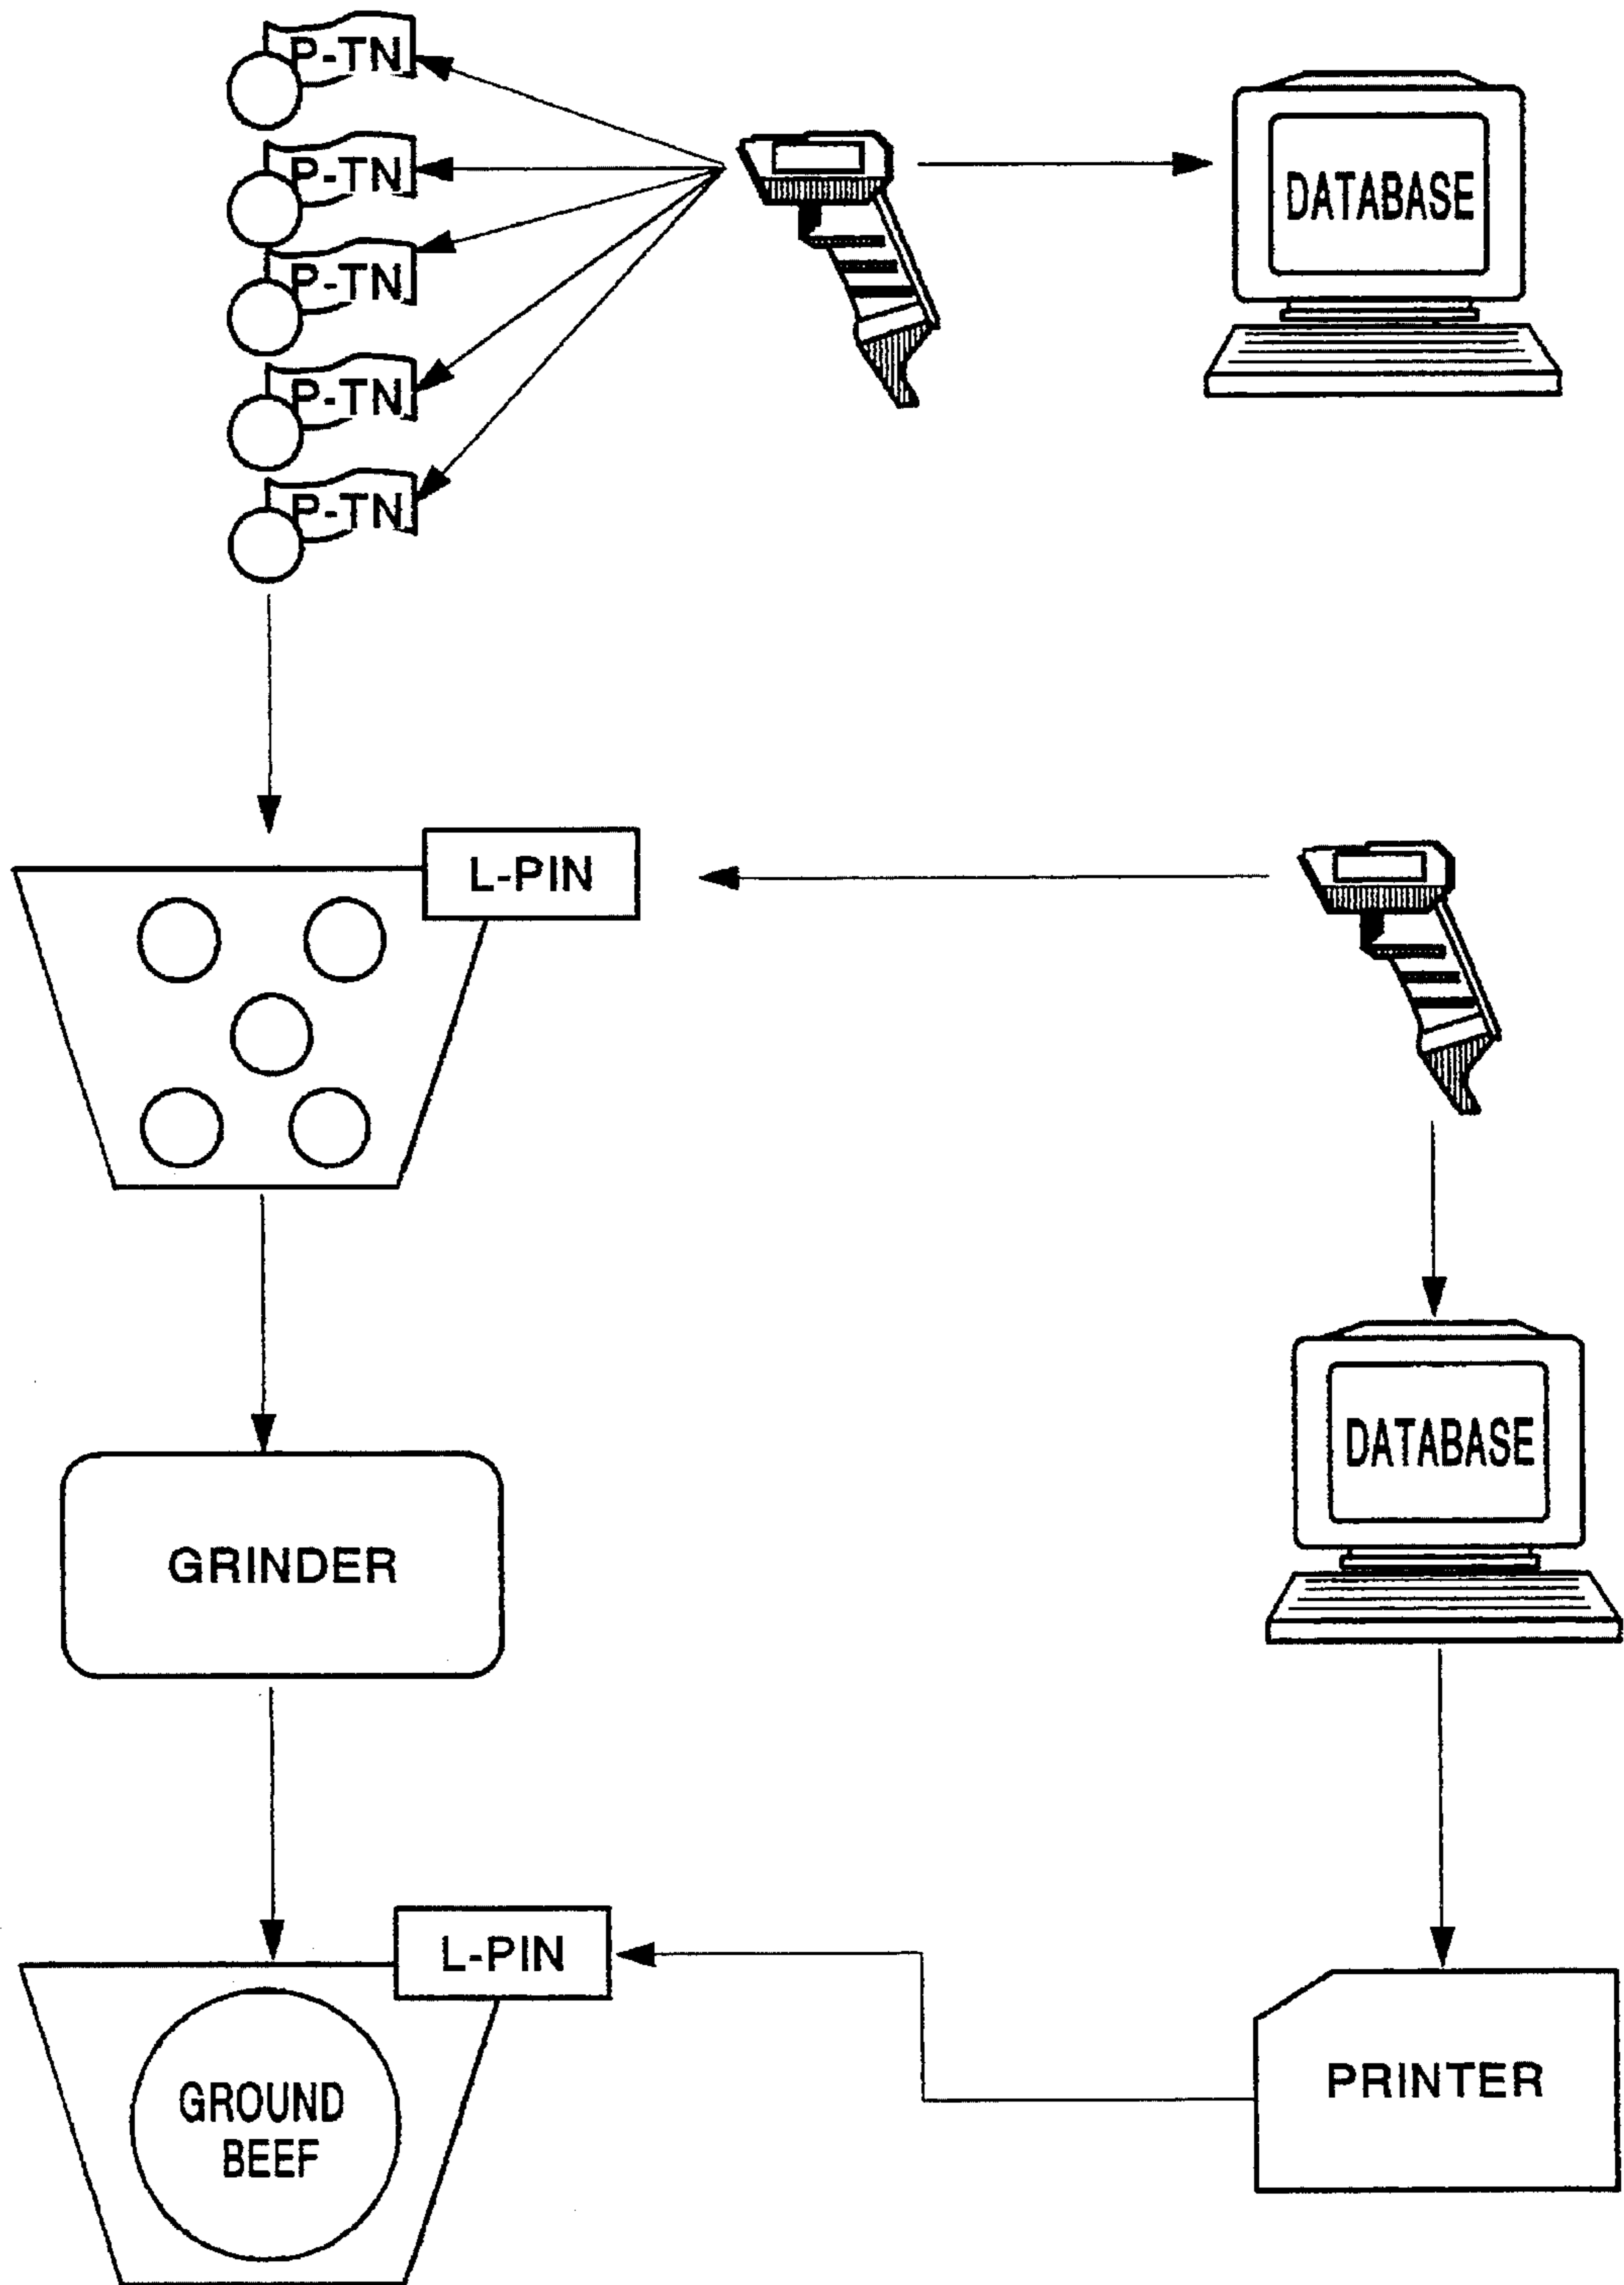 P-TN
P-TN
P-TN
P-TN
P-TN
DATABASE
L-PIN
DATABASE
GRINDER
L-PIN
GROUND
BEEF
PRINTER